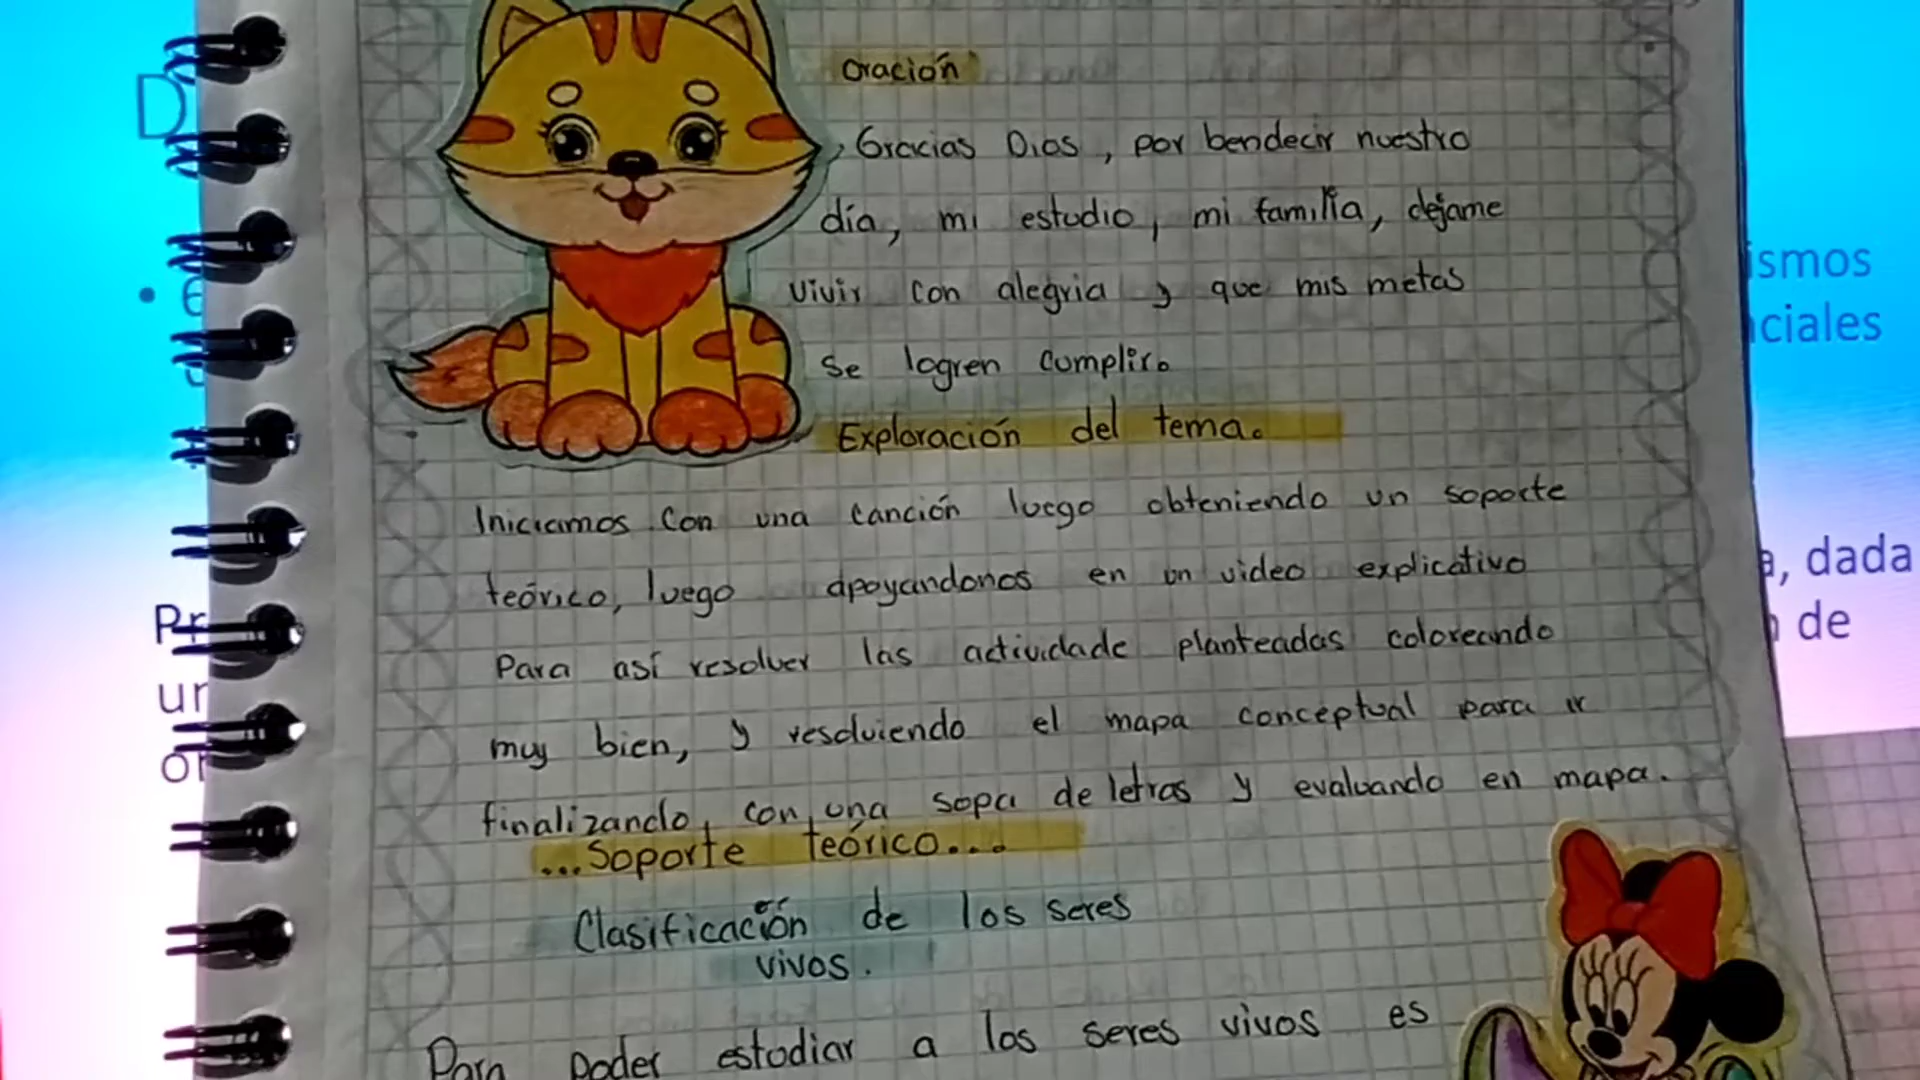 Oración
Gracias Dios, por bendecir nuestro
día, mi estudio, mi familia, dejame
vivir con alegria y que mis metas
se logren cumplir.
Exploración del tema.
Iniciamos con una canción luego obteniendo un soporte
teórico, luego apoyandonos en un video explicativo
Para así resolver las actividade planteadas coloreando
muy bien, y resolviendo el mapa conceptual para ir
finalizando, con una sopa de letras y evaluando en mapa.
...Soporte teórico...
Clasificación de los seres
vivos.
Para poder estudiar a los seres vivos es
ismos
ciales
, dada
de
Pr
ur
or